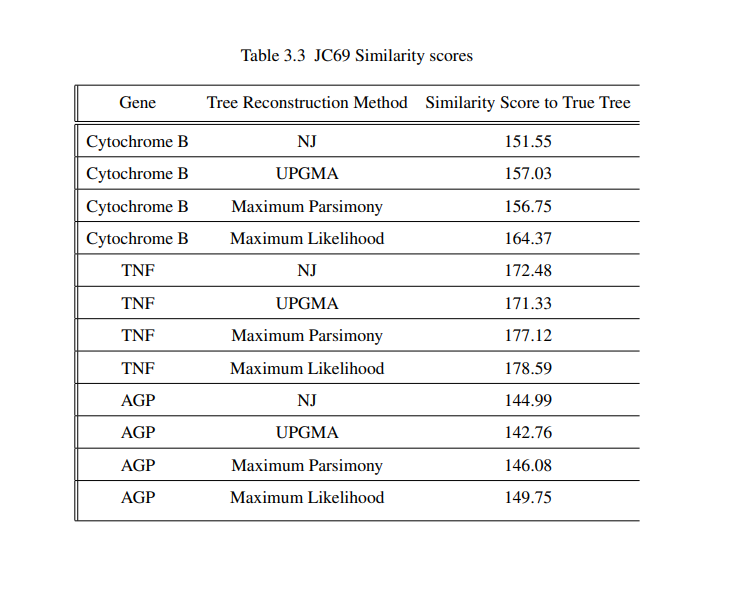 Table 3.3 JC69 Similarity scores
Gene Tree Reconstruction Method Similarity Score to True Tree
Cytochrome B NJ 151.55
Cytochrome B UPGMA 157.03
Cytochrome B Maximum Parsimony 156.75
Cytochrome B Maximum Likelihood 164.37
TNF NJ 172.48
TNF UPGMA 171.33
TNF Maximum Parsimony 177.12
TNF Maximum Likelihood 178.59
AGP NJ 144.99
AGP UPGMA 142.76
AGP Maximum Parsimony 146.08
AGP Maximum Likelihood 149.75